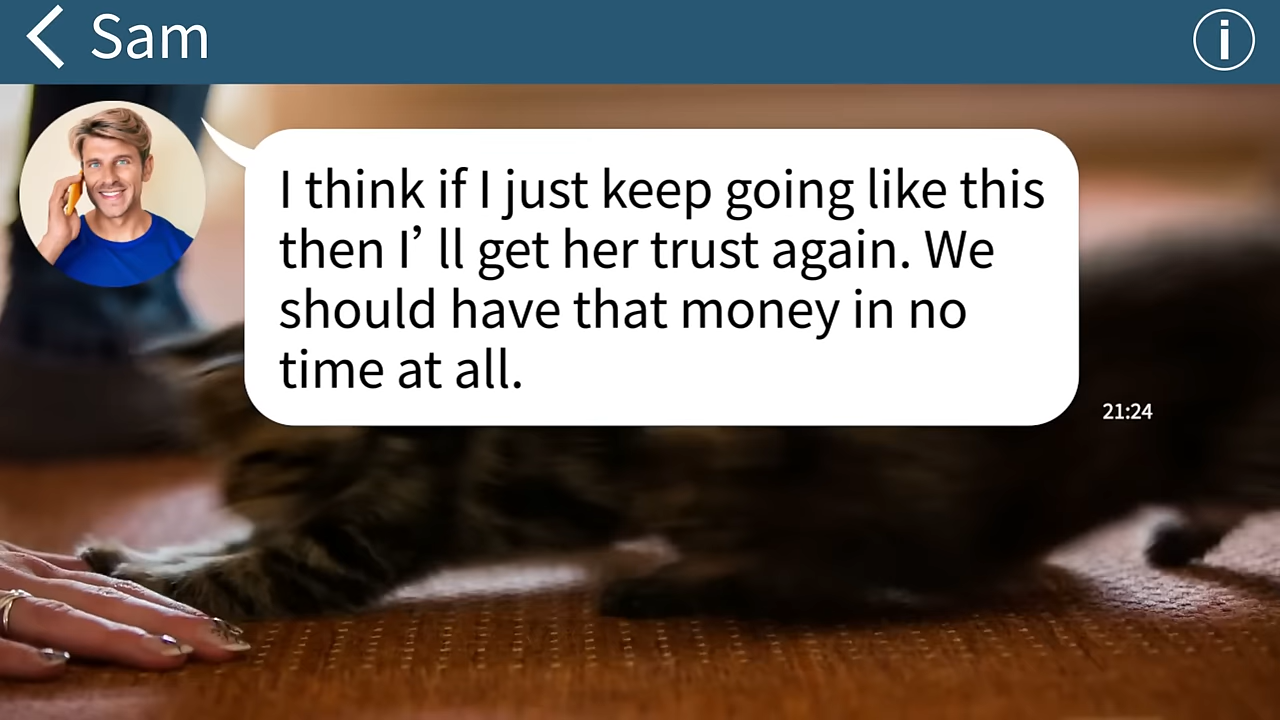 Sam
I think if I just keep going like this
then I’ ll get her trust again. We
should have that money in no
time at all.
21:24